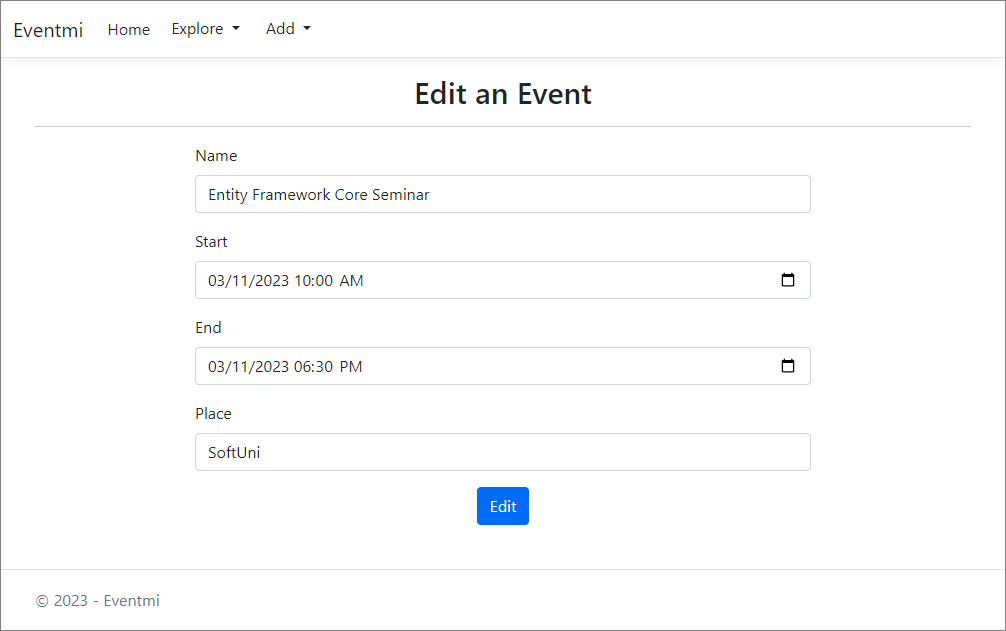 Eventmi Home Explore Add
Edit an Event
Name
Entity Framework Core Seminar
Start
03/11/2023 10:00 AM
End
03/11/2023 06:30 PM
Place
SoftUni
Edit
© 2023 - Eventmi